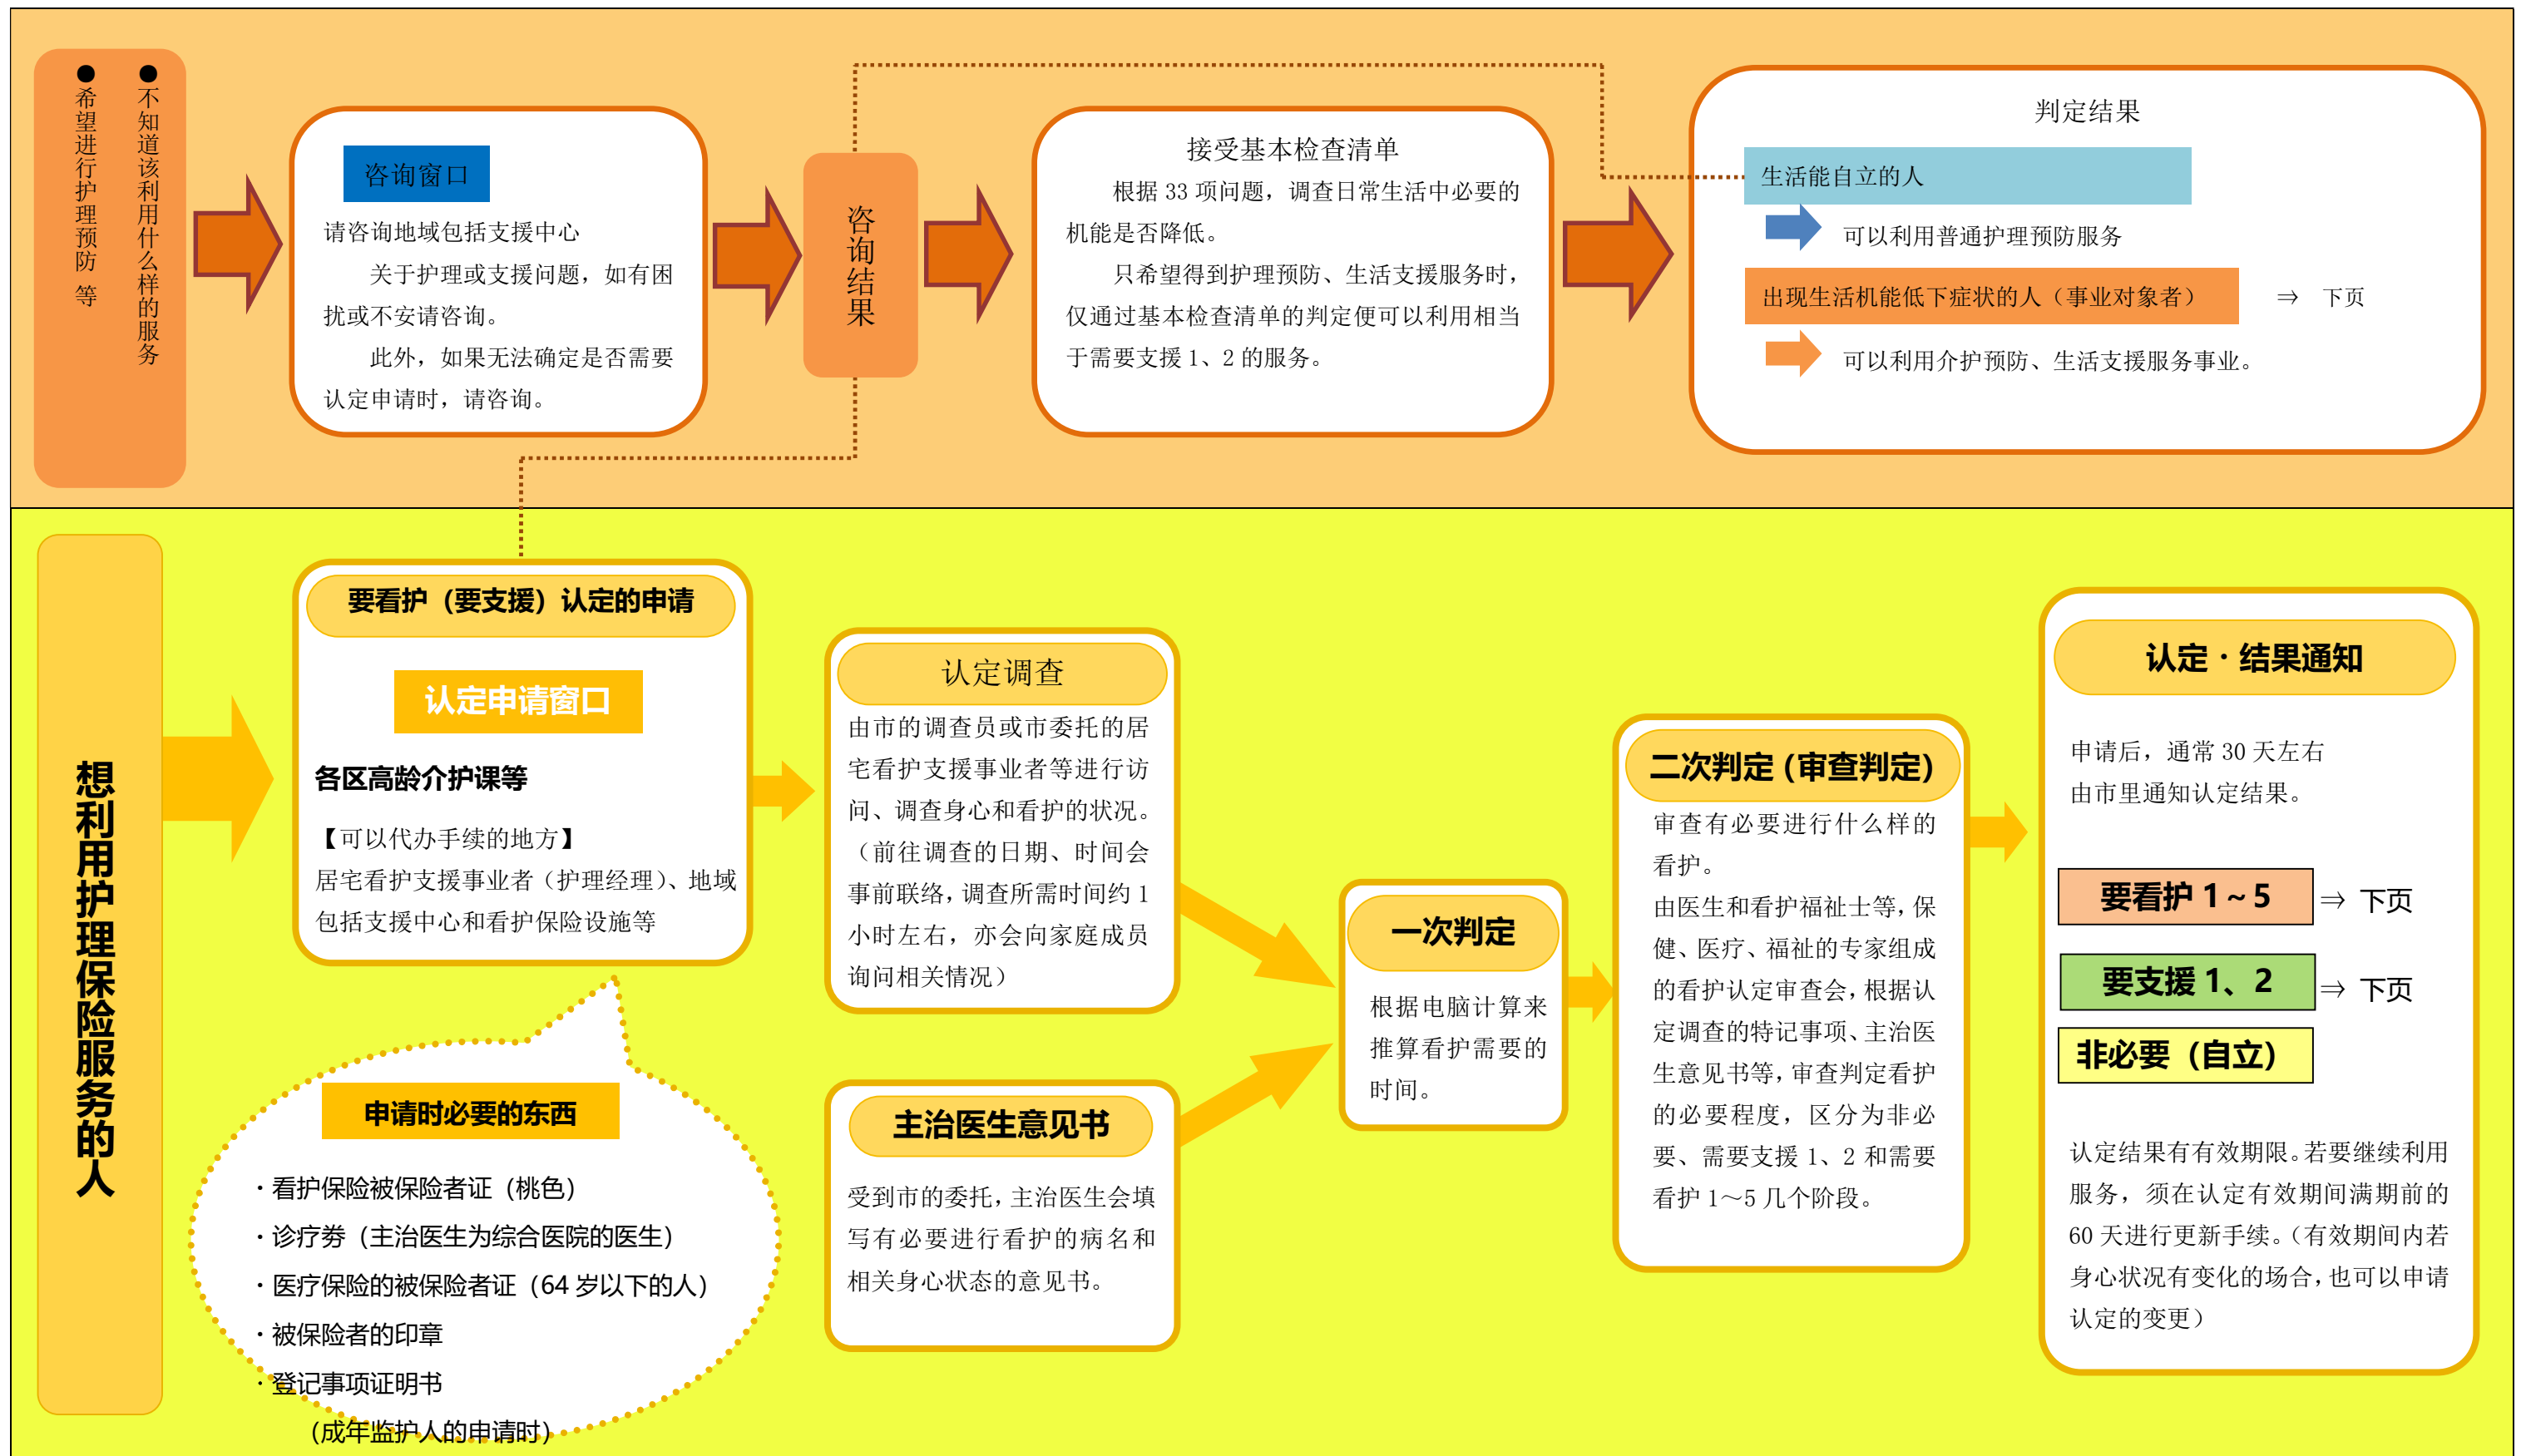 ●不知道该利用什么样的服务
●希望进行护理预防 等
咨询窗口
请咨询地域包括支援中心
关于护理或支援问题，如有困
扰或不安请咨询。
此外，如果无法确定是否需要
认定申请时，请咨询。
咨询结果
接受基本检查清单
根据 33 项问题，调查日常生活中必要的
机能是否降低。
只希望得到护理预防、生活支援服务时，
仅通过基本检查清单的判定便可以利用相当
于需要支援 1、2 的服务。
判定结果
生活能自立的人
可以利用普通护理预防服务
出现生活机能低下症状的人（事业对象者） ⇒ 下页
可以利用介护预防、生活支援服务事业。
想利用护理保险服务的人
要看护（要支援）认定的申请
认定申请窗口
各区高龄介护课等
【可以代办手续的地方】
居宅看护支援事业者（护理经理）、地域
包括支援中心和看护保险设施等
申请时必要的东西
・看护保险被保险者证（桃色）
・诊疗券（主治医生为综合医院的医生）
・医疗保险的被保险者证（64 岁以下的人）
・被保险者的印章
・登记事项证明书
（成年监护人的申请时）
认定调查
由市的调查员或市委托的居
宅看护支援事业者等进行访
问、调查身心和看护的状况。
（前往调查的日期、时间会
事前联络，调查所需时间约 1
小时左右，亦会向家庭成员
询问相关情况）
主治医生意见书
受到市的委托，主治医生会填
写有必要进行看护的病名和
相关身心状态的意见书。
一次判定
根据电脑计算来
推算看护需要的
时间。
二次判定（审查判定）
审查有必要进行什么样的
看护。
由医生和看护福祉士等，保
健、医疗、福祉的专家组成
的看护认定审查会，根据认
定调查的特记事项、主治医
生意见书等，审查判定看护
的必要程度，区分为非必
要、需要支援 1、2 和需要
看护 1～5 几个阶段。
认定・结果通知
申请后，通常 30 天左右
由市里通知认定结果。
要看护 1～5 ⇒ 下页
要支援 1、2 ⇒ 下页
非必要（自立）
认定结果有有效期限。若要继续利用
服务，须在认定有效期间满期前的
60 天进行更新手续。（有效期间内若
身心状况有变化的场合，也可以申请
认定的变更）